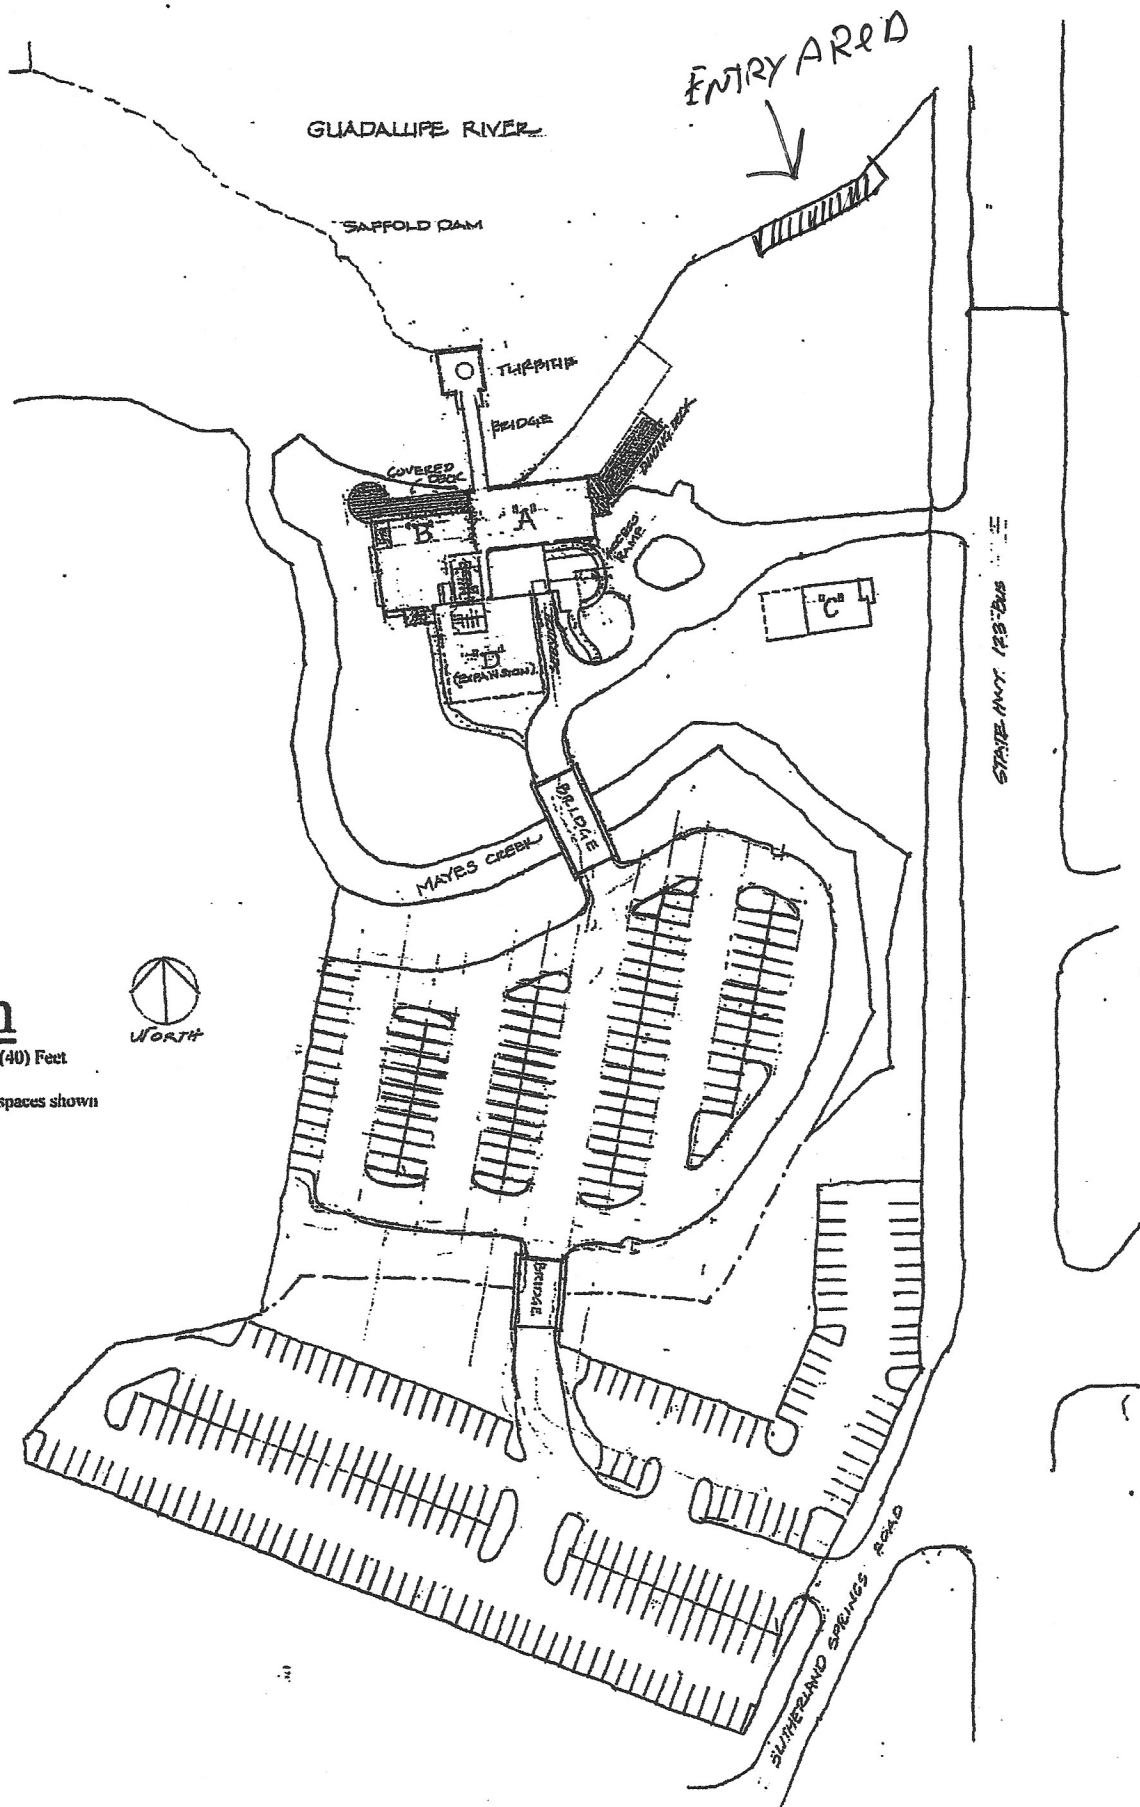 ENTRY AREA
GUADALUPE RIVER
SAFFOLD DAM
TURBINE
BRIDGE
DINING DECK
COVERED
DECK
"A"
"B"
ACCESS
RAMP
"C"
"D"
(EXPANSION)
STATE HWY. 123-BUS
BRIDGE
MAYES CREEK
n
NORTH
(40) Feet
spaces shown
BRIDGE
SUTHERLAND SPRINGS ROAD